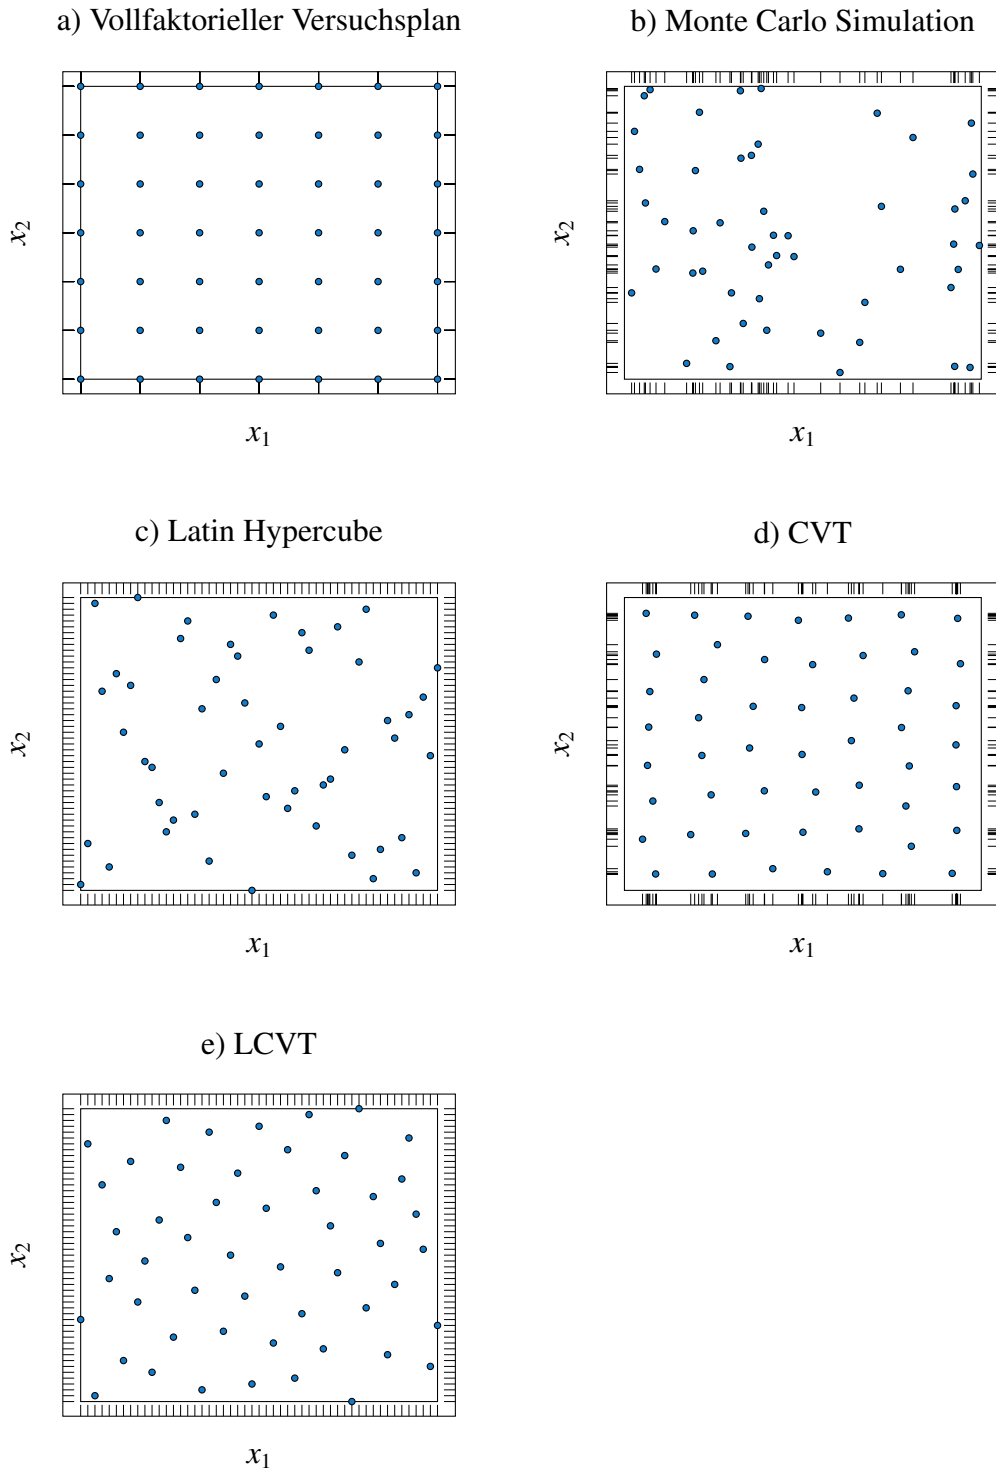 a) Vollfaktorieller Versuchsplan
x2
x1
b) Monte Carlo Simulation
x2
x1
c) Latin Hypercube
x2
x1
d) CVT
x2
x1
e) LCVT
x2
x1